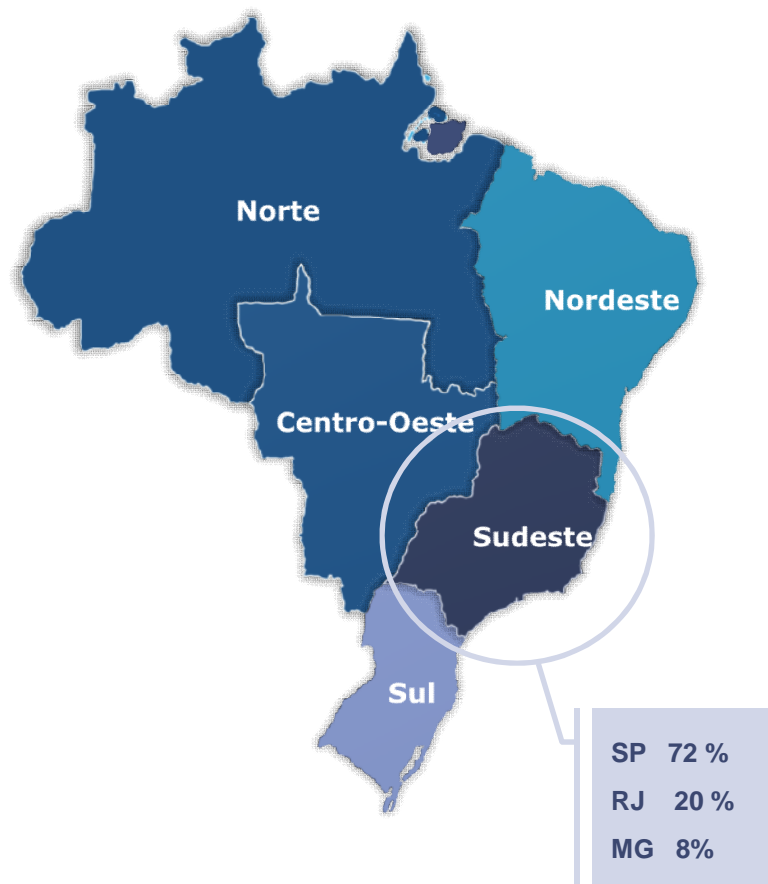 Norte
Nordeste
Centro-Oeste
Sudeste
Sul
SP 72 %
RJ 20 %
MG 8%